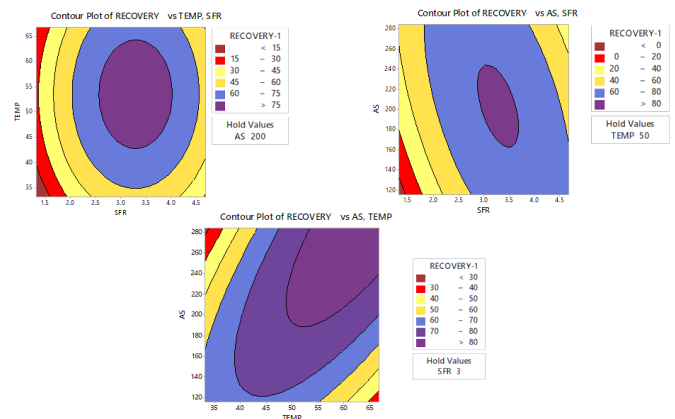 Contour Plot of RECOVERY vs TEMP, SFR
65
60
55
50
45
40
35
TEMP
1.5 2.0 2.5 3.0 3.5 4.0 4.5
SFR
RECOVERY-1
< 15
15 – 30
30 – 45
45 – 60
60 – 75
> 75
Hold Values
AS 200
Contour Plot of RECOVERY vs AS, SFR
280
260
240
220
200
180
160
140
120
AS
1.5 2.0 2.5 3.0 3.5 4.0 4.5
SFR
RECOVERY-1
< 0
0 – 20
20 – 40
40 – 60
60 – 80
> 80
Hold Values
TEMP 50
Contour Plot of RECOVERY vs AS, TEMP
280
260
240
220
200
180
160
140
120
AS
35 40 45 50 55 60 65
TEMP
RECOVERY-1
< 30
30 – 40
40 – 50
50 – 60
60 – 70
70 – 80
> 80
Hold Values
SFR 3